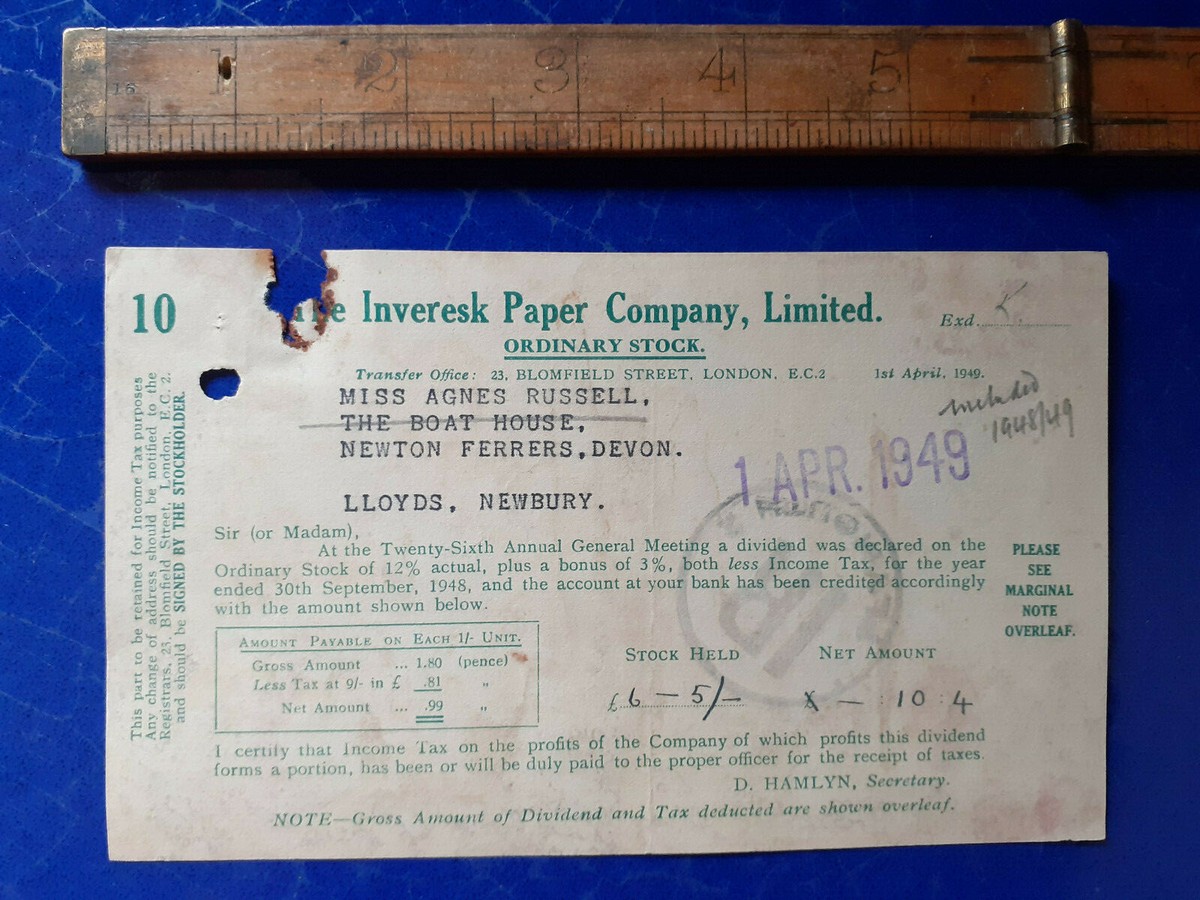 1 2 3 4 5
16
10
The Inveresk Paper Company, Limited.
Exd.
ORDINARY STOCK.
Transfer Office: 23, BLOMFIELD STREET, LONDON, E.C.2 1st April, 1949.
MISS AGNES RUSSELL,
THE BOAT HOUSE,
NEWTON FERRERS, DEVON.
included
1948/49
1 APR. 1949
LLOYDS, NEWBURY.
Sir (or Madam),
At the Twenty-Sixth Annual General Meeting a dividend was declared on the
Ordinary Stock of 12% actual, plus a bonus of 3%, both less Income Tax, for the year
ended 30th September, 1948, and the account at your bank has been credited accordingly
with the amount shown below.
PLEASE
SEE
MARGINAL
NOTE
OVERLEAF.
AMOUNT PAYABLE ON EACH 1/- UNIT.
Gross Amount ... 1.80 (pence)
Less Tax at 9/- in £ .81 "
Net Amount ... .99 "
STOCK HELD NET AMOUNT
£6 - 5/- - : 10 : 4
I certify that Income Tax on the profits of the Company of which profits this dividend
forms a portion, has been or will be duly paid to the proper officer for the receipt of taxes.
D. HAMLYN, Secretary.
NOTE—Gross Amount of Dividend and Tax deducted are shown overleaf.
This part to be retained for Income Tax purposes
Any change of address should be notified to the
Registrars, 23, Blomfield Street, London, E.C. 2.
and should be SIGNED BY THE STOCKHOLDER.